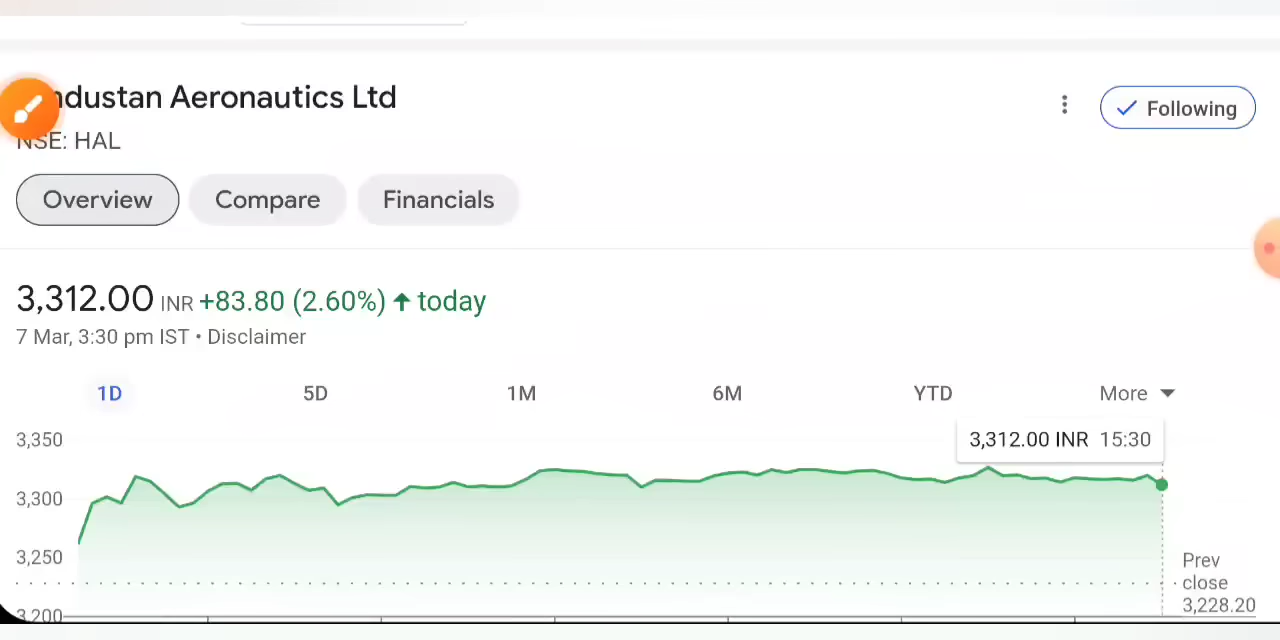 ndustan Aeronautics Ltd
NSE: HAL
Following
Overview Compare Financials
3,312.00 INR +83.80 (2.60%) ↑ today
7 Mar, 3:30 pm IST • Disclaimer
1D 5D 1M 6M YTD More
3,312.00 INR 15:30
3,350
3,300
3,250
3,200
Prev
close
3,228.20